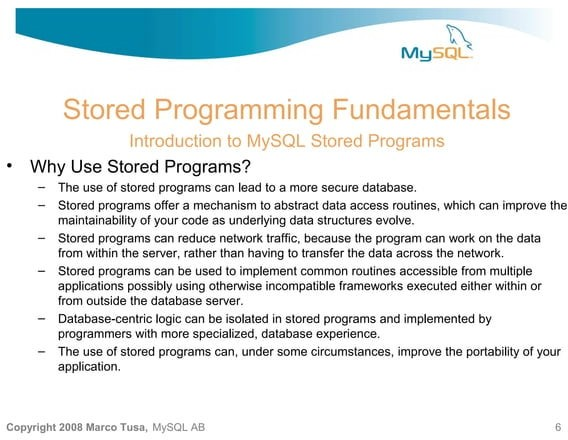 MySQL
Stored Programming Fundamentals
Introduction to MySQL Stored Programs
• Why Use Stored Programs?
– The use of stored programs can lead to a more secure database.
– Stored programs offer a mechanism to abstract data access routines, which can improve the
maintainability of your code as underlying data structures evolve.
– Stored programs can reduce network traffic, because the program can work on the data
from within the server, rather than having to transfer the data across the network.
– Stored programs can be used to implement common routines accessible from multiple
applications possibly using otherwise incompatible frameworks executed either within or
from outside the database server.
– Database-centric logic can be isolated in stored programs and implemented by
programmers with more specialized, database experience.
– The use of stored programs can, under some circumstances, improve the portability of your
application.
Copyright 2008 Marco Tusa, MySQL AB 6